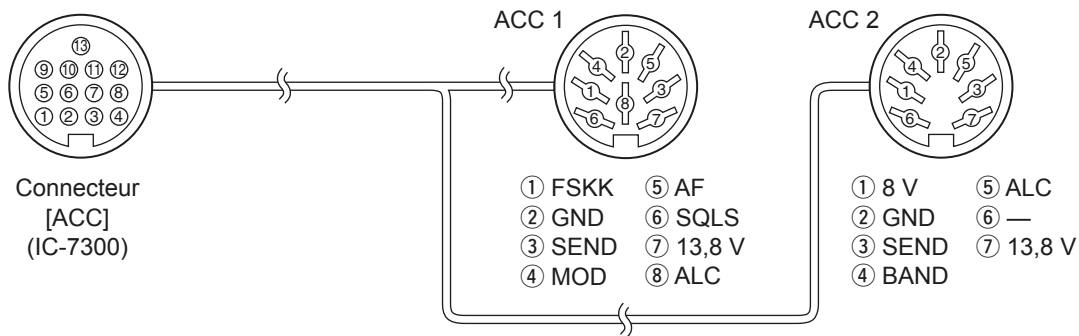 ACC 1
ACC 2
⑬
⑨ ⑩ ⑪ ⑫
⑤ ⑥ ⑦ ⑧
① ② ③ ④
② 
④ ⑤
① ③
⑧
⑥ ⑦
②
④ ⑤
① ③
⑥ ⑦
Connecteur
[ACC]
(IC-7300)
① FSKK ⑤ AF
② GND ⑥ SQLS
③ SEND ⑦ 13,8 V
④ MOD ⑧ ALC
① 8 V ⑤ ALC
② GND ⑥ —
③ SEND ⑦ 13,8 V
④ BAND